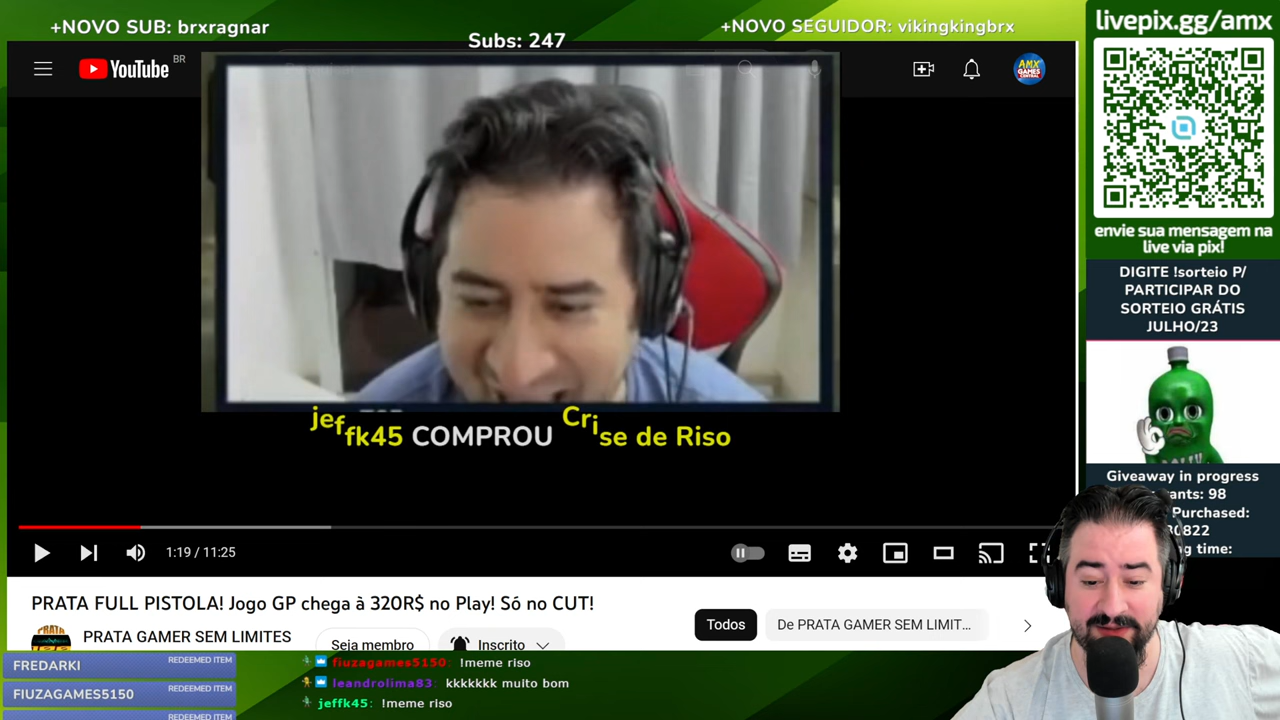 +NOVO SUB: brxragnar
Subs: 247
+NOVO SEGUIDOR: vikingkingbrx
livepix.gg/amx
YouTube BR
AMX GAMES CENTRAL
envie sua mensagem na
live via pix!
DIGITE !sorteio P/
PARTICIPAR DO
SORTEIO GRÁTIS
JULHO/23
jeffk45 COMPROU Crise de Riso
Giveaway in progress
ants: 98
Purchased:
30822
g time:
1:19 / 11:25
PRATA FULL PISTOLA! Jogo GP chega à 320R$ no Play! Só no CUT!
PRATA GAMER SEM LIMITES
Seja membro
Inscrito
Todos
De PRATA GAMER SEM LIMIT...
FREDARKI REDEEMED ITEM
FIUZAGAMES5150 REDEEMED ITEM
REDEEMED ITEM
fiuzagames5150: !meme riso
leandrolima83: kkkkkkk muito bom
jeffk45: !meme riso